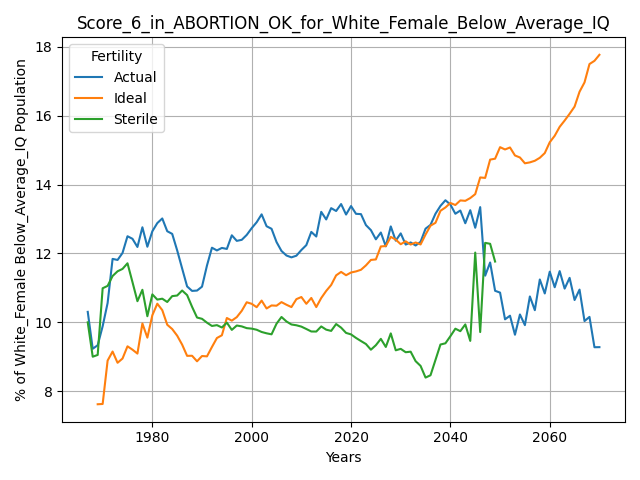 Score_6_in_ABORTION_OK_for_White_Female_Below_Average_IQ
% of White_Female Below_Average_IQ Population
18
16
14
12
10
8
Fertility
Actual
Ideal
Sterile
1980
2000
2020
2040
2060
Years